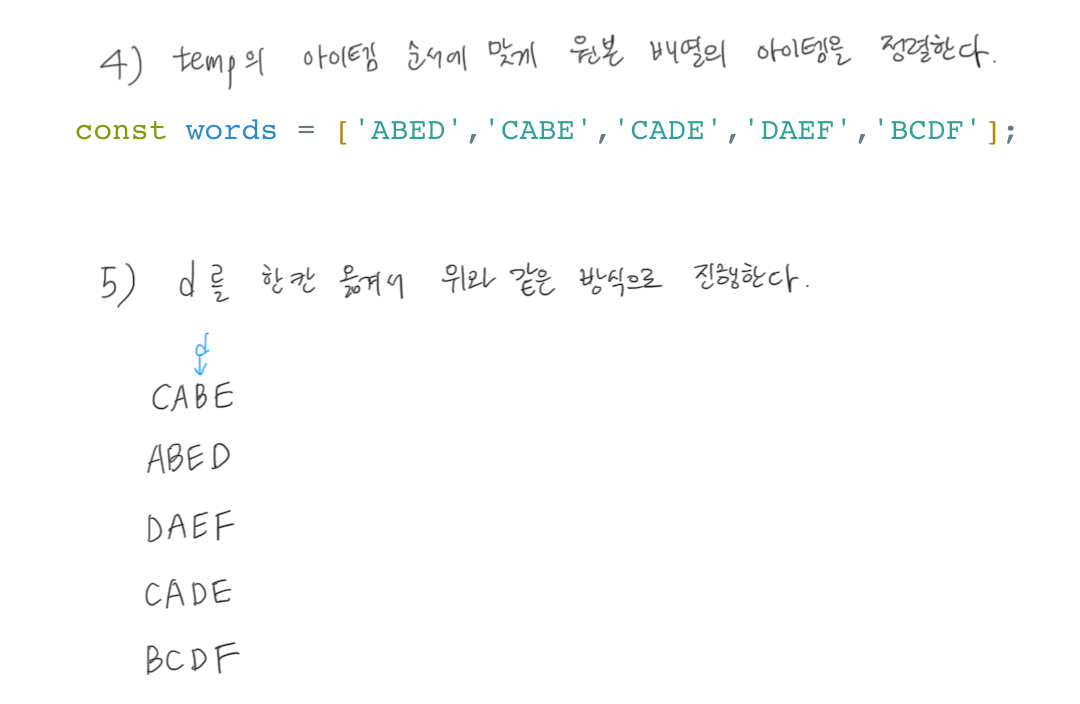 4) temp의 아이템 순서에 맞게 원본 배열의 아이템을 정렬한다.
const words = ['ABED','CABE','CADE','DAEF','BCDF'];
5) d를 한칸 옮겨서 위와 같은 방식으로 진행한다.
d
CABE
ABED
DAEF
CADE
BCDF